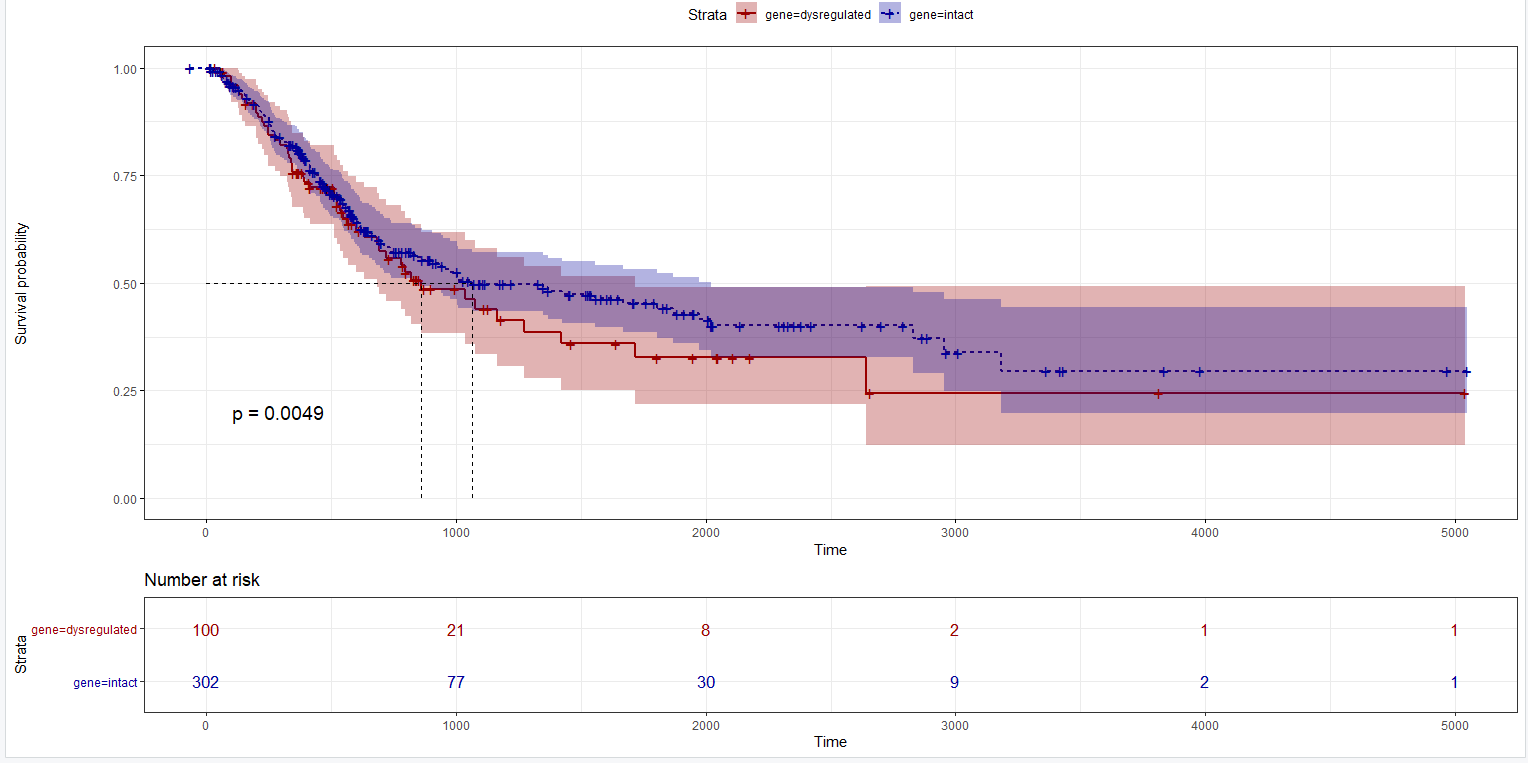 Strata gene=dysregulated gene=intact
Survival probability
1.00
0.75
0.50
0.25
0.00
p = 0.0049
0 1000 2000 3000 4000 5000
Time
Number at risk
Strata
gene=dysregulated 100 21 8 2 1 1
gene=intact 302 77 30 9 2 1
0 1000 2000 3000 4000 5000
Time